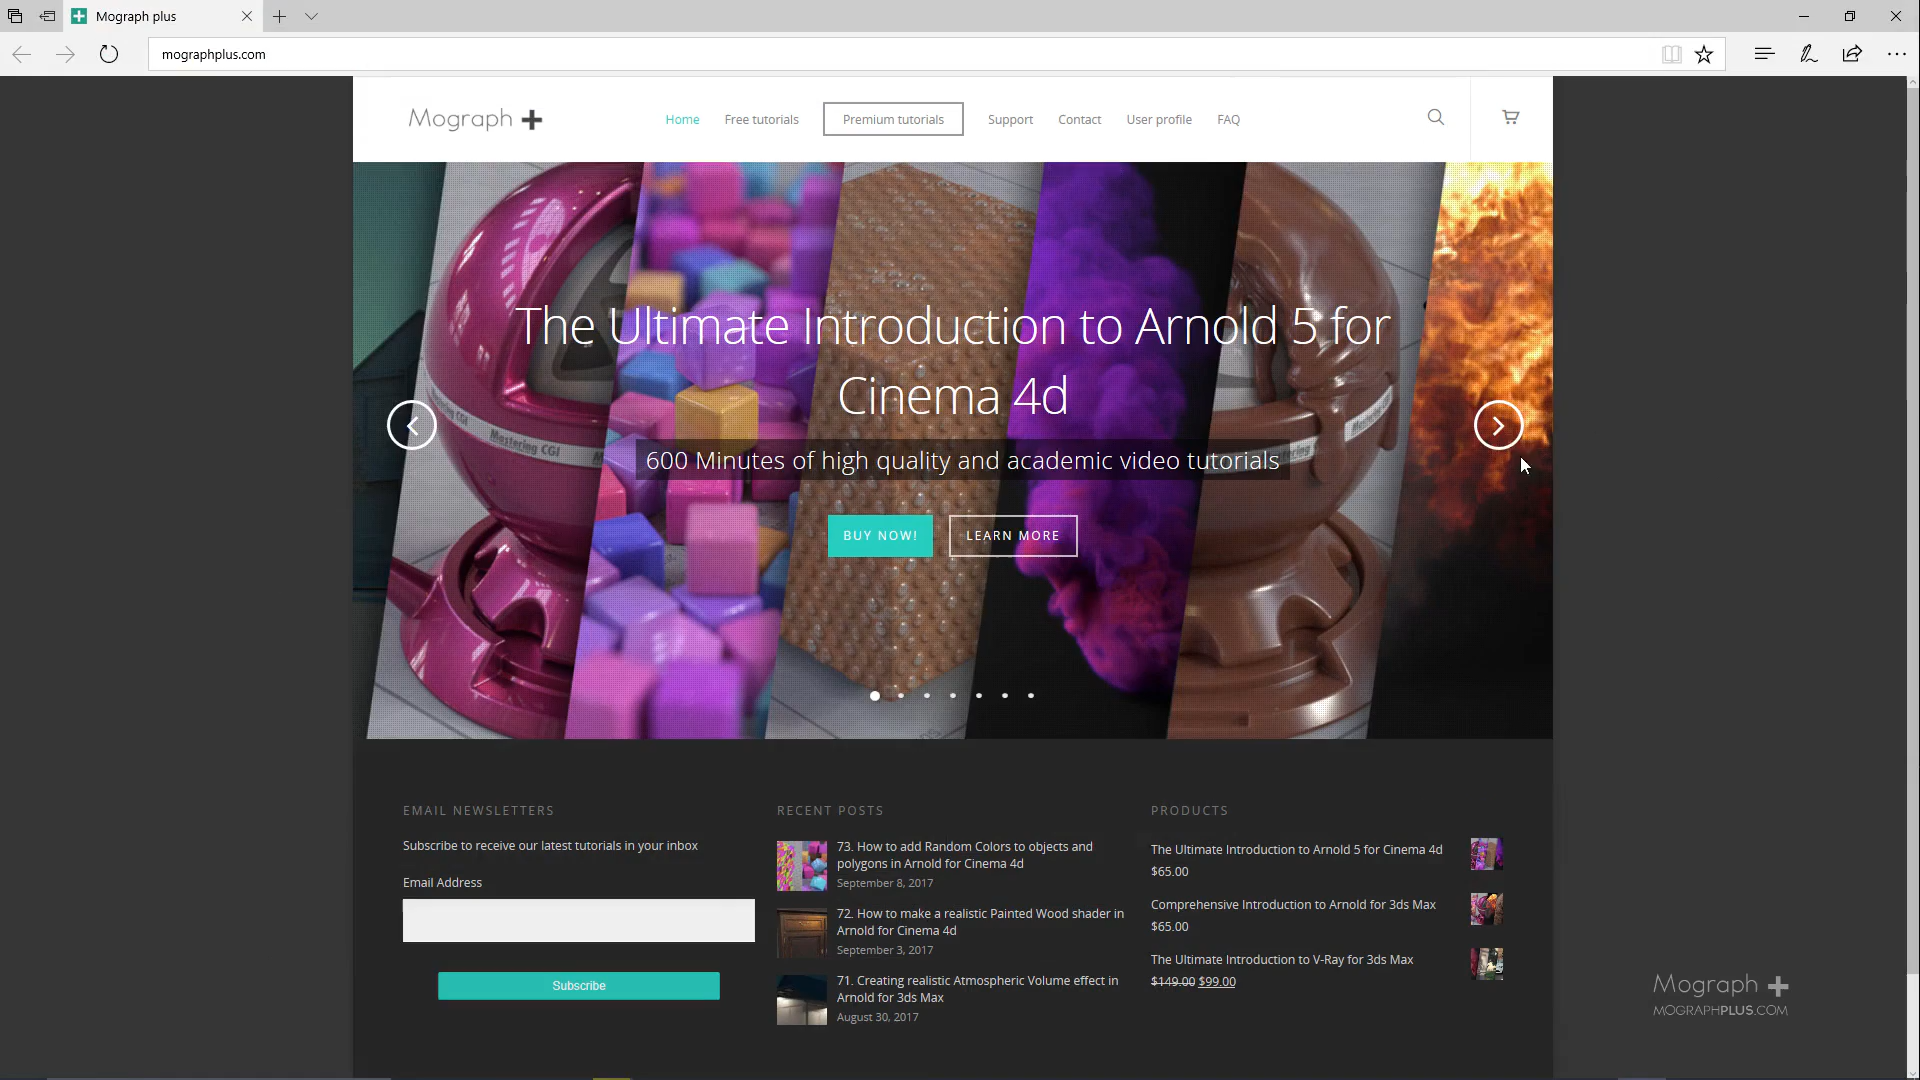 Mograph plus
mographplus.com
Mograph
Home
Free tutorials
Premium tutorials
Support
Contact
User profile
FAQ
The Ultimate Introduction to Arnold 5 for
Cinema 4d
600 Minutes of high quality and academic video tutorials
Mastering CGI
BUY NOW!
LEARN MORE
EMAIL NEWSLETTERS
Subscribe to receive our latest tutorials in your inbox
Email Address
Subscribe
RECENT POSTS
73. How to add Random Colors to objects and
polygons in Arnold for Cinema 4d
September 8, 2017
72. How to make a realistic Painted Wood shader in
Arnold for Cinema 4d
September 3, 2017
71. Creating realistic Atmospheric Volume effect in
Arnold for 3ds Max
August 30, 2017
PRODUCTS
The Ultimate Introduction to Arnold 5 for Cinema 4d
$65.00
Comprehensive Introduction to Arnold for 3ds Max
$65.00
The Ultimate Introduction to V-Ray for 3ds Max
$149.00 $99.00
Mograph
MOGRAPHPLUS.COM